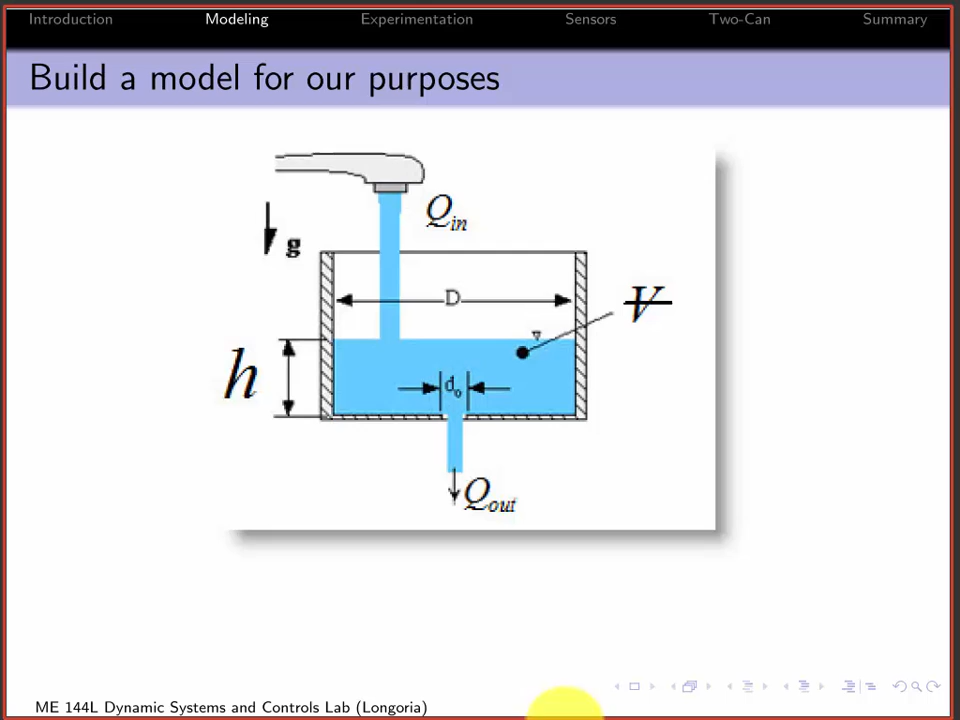 Introduction Modeling Experimentation Sensors Two-Can Summary
Build a model for our purposes
Q_in
g
D
V
h
d_o
Q_out
ME 144L Dynamic Systems and Controls Lab (Longoria)